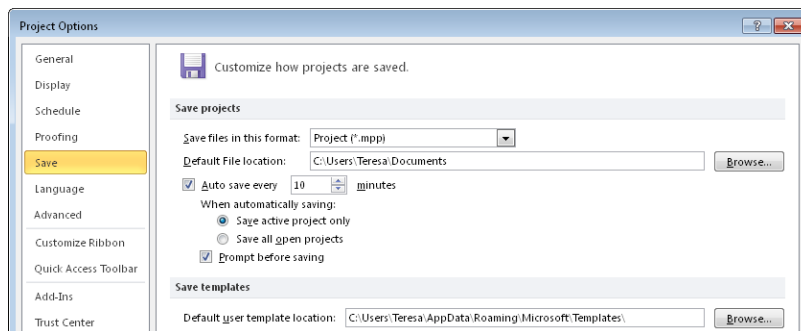 Project Options
General
Display
Schedule
Proofing
Save
Language
Advanced
Customize Ribbon
Quick Access Toolbar
Add-Ins
Trust Center
Customize how projects are saved.
Save projects
Save files in this format: Project (*.mpp)
Default File location: C:\Users\Teresa\Documents Browse...
Auto save every 10 minutes
When automatically saving:
Save active project only
Save all open projects
Prompt before saving
Save templates
Default user template location: C:\Users\Teresa\AppData\Roaming\Microsoft\Templates\ Browse...